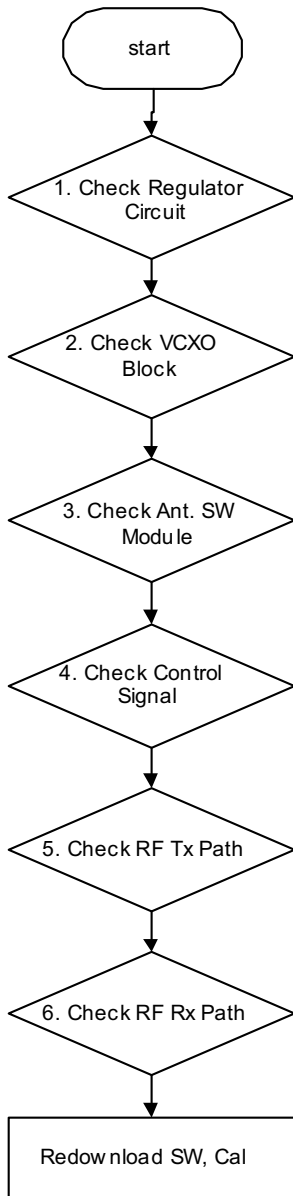 start
1. Check Regulator
Circuit
2. Check VCXO
Block
3. Check Ant. SW
Module
4. Check Control
Signal
5. Check RF Tx Path
6. Check RF Rx Path
Redownload SW, Cal